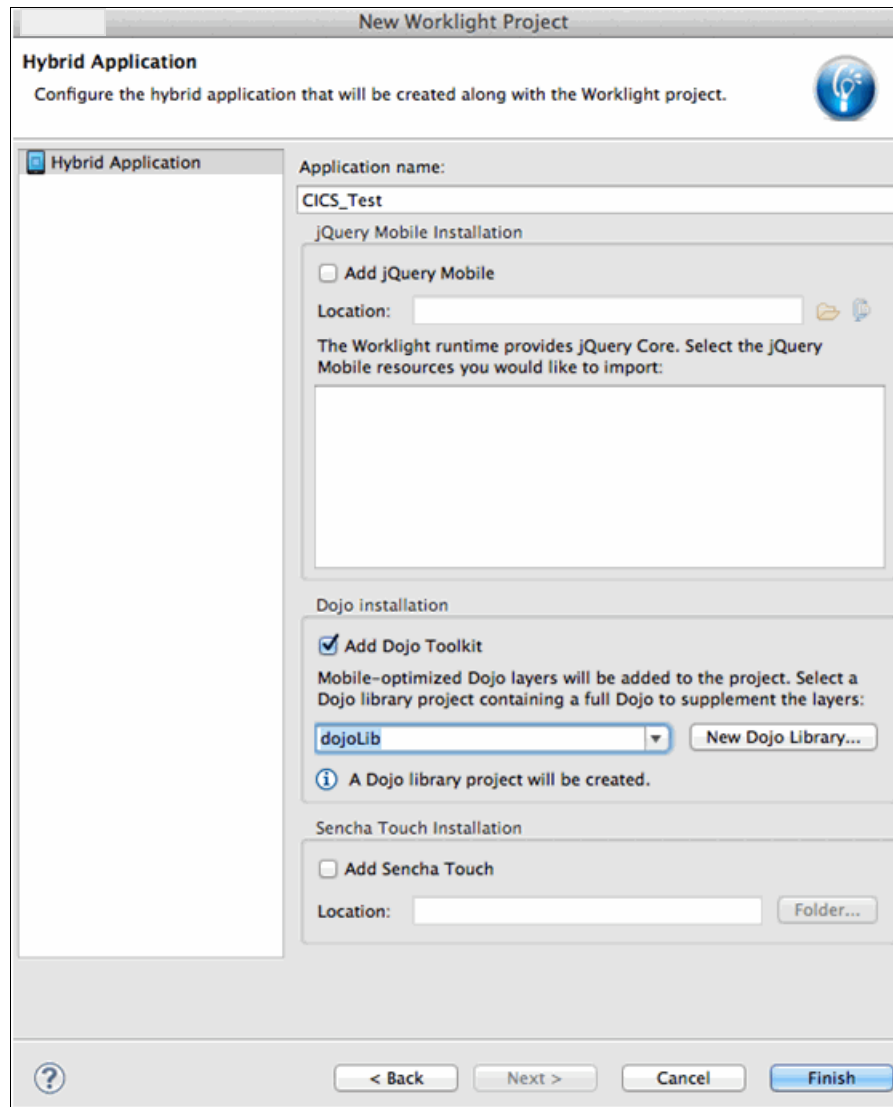 New Worklight Project
Hybrid Application
Configure the hybrid application that will be created along with the Worklight project.
Hybrid Application
Application name:
CICS_Test
jQuery Mobile Installation
Add jQuery Mobile
Location:
The Worklight runtime provides jQuery Core. Select the jQuery
Mobile resources you would like to import:
Dojo installation
Add Dojo Toolkit
Mobile-optimized Dojo layers will be added to the project. Select a
Dojo library project containing a full Dojo to supplement the layers:
dojoLib
New Dojo Library...
A Dojo library project will be created.
Sencha Touch Installation
Add Sencha Touch
Location:
Folder...
?
< Back
Next >
Cancel
Finish